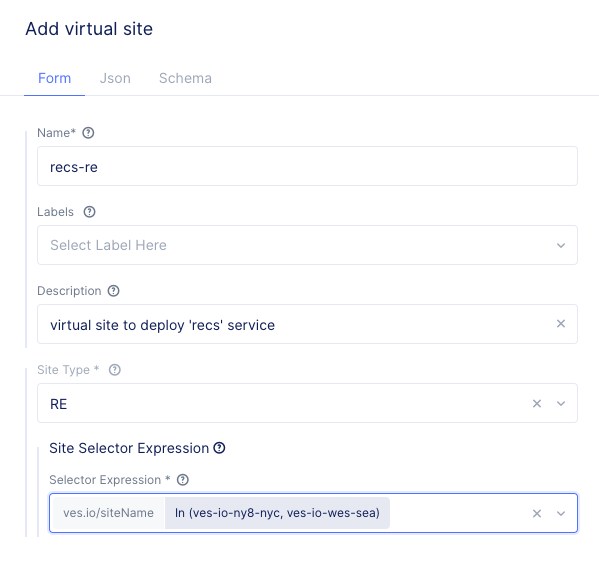 Add virtual site
Form Json Schema
Name*
recs-re
Labels
Select Label Here
Description
virtual site to deploy 'recs' service
Site Type *
RE
Site Selector Expression
Selector Expression *
ves.io/siteName In (ves-io-ny8-nyc, ves-io-wes-sea)